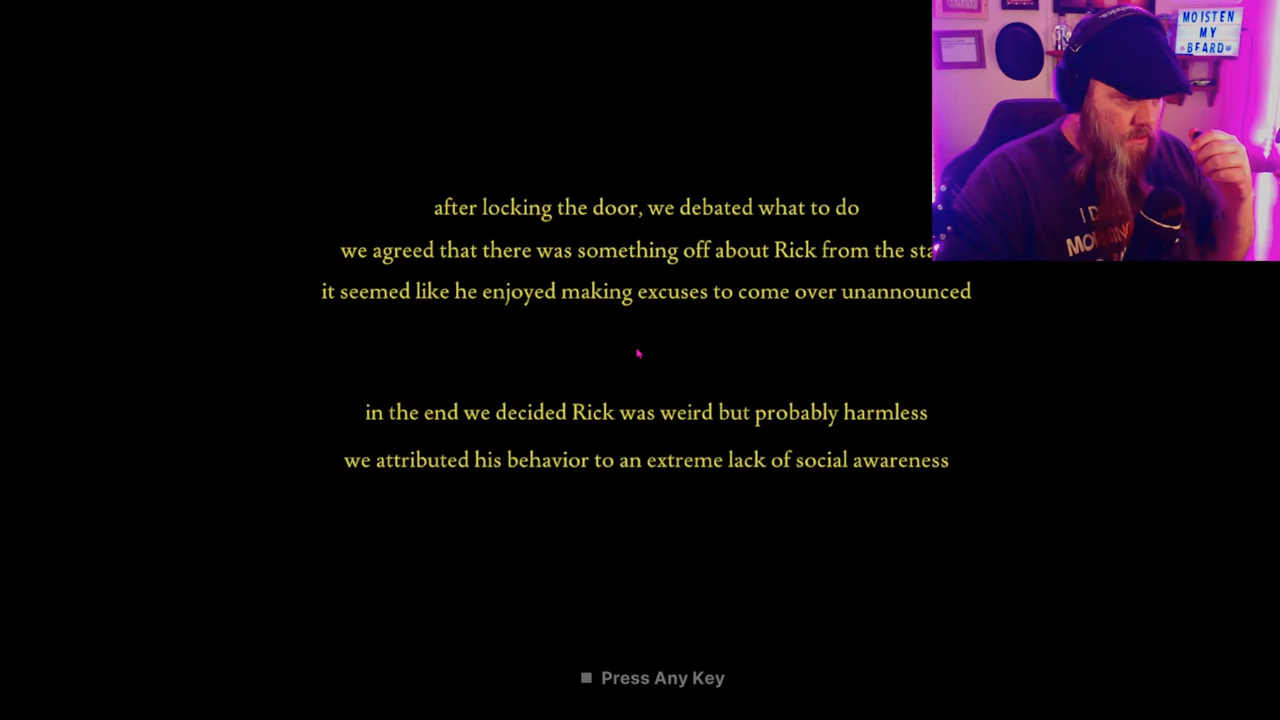 MOISTEN
MY
BEARD
after locking the door, we debated what to do
we agreed that there was something off about Rick from the
it seemed like he enjoyed making excuses to come over unannounced
in the end we decided Rick was weird but probably harmless
we attributed his behavior to an extreme lack of social awareness
Press Any Key